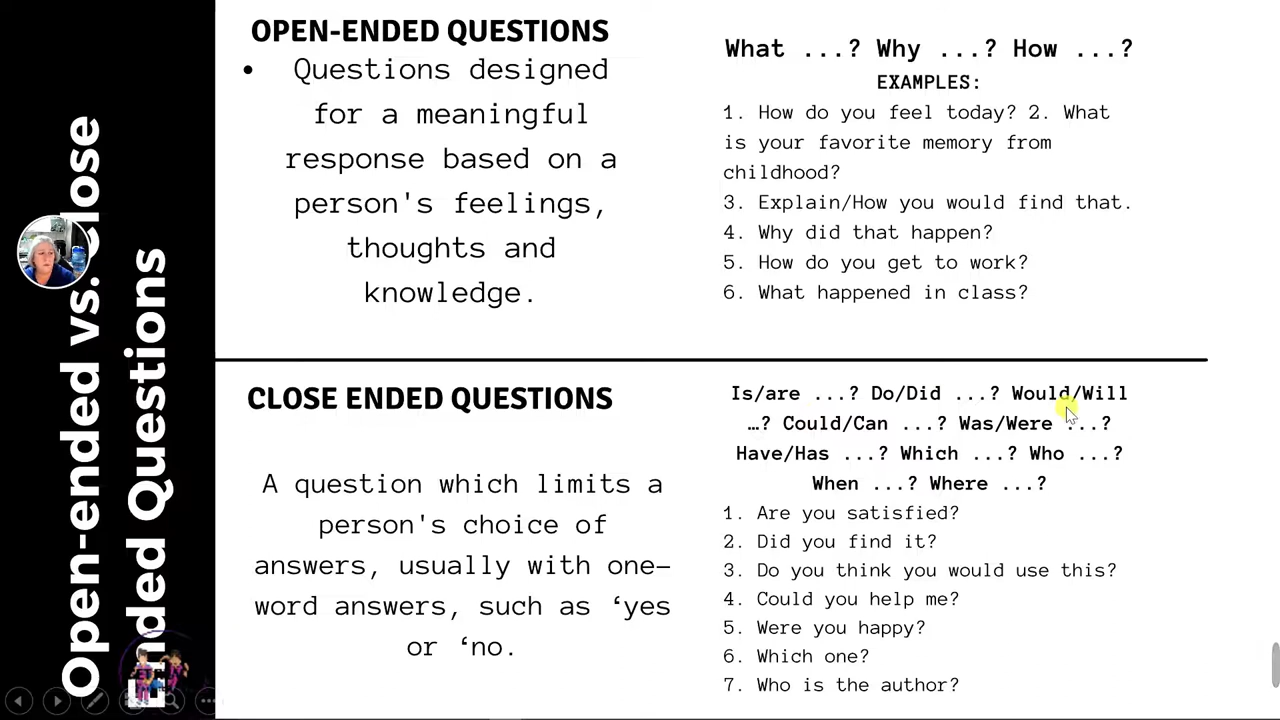 Open-ended vs. Close
Ended Questions
OPEN-ENDED QUESTIONS
• Questions designed
for a meaningful
response based on a
person's feelings,
thoughts and
knowledge.
What ...? Why ...? How ...?
EXAMPLES:
1. How do you feel today? 2. What
is your favorite memory from
childhood?
3. Explain/How you would find that.
4. Why did that happen?
5. How do you get to work?
6. What happened in class?
CLOSE ENDED QUESTIONS
A question which limits a
person's choice of
answers, usually with one-
word answers, such as ‘yes
or ‘no.
Is/are ...? Do/Did ...? Would/Will
…? Could/Can ...? Was/Were ...?
Have/Has ...? Which ...? Who ...?
When ...? Where ...?
1. Are you satisfied?
2. Did you find it?
3. Do you think you would use this?
4. Could you help me?
5. Were you happy?
6. Which one?
7. Who is the author?